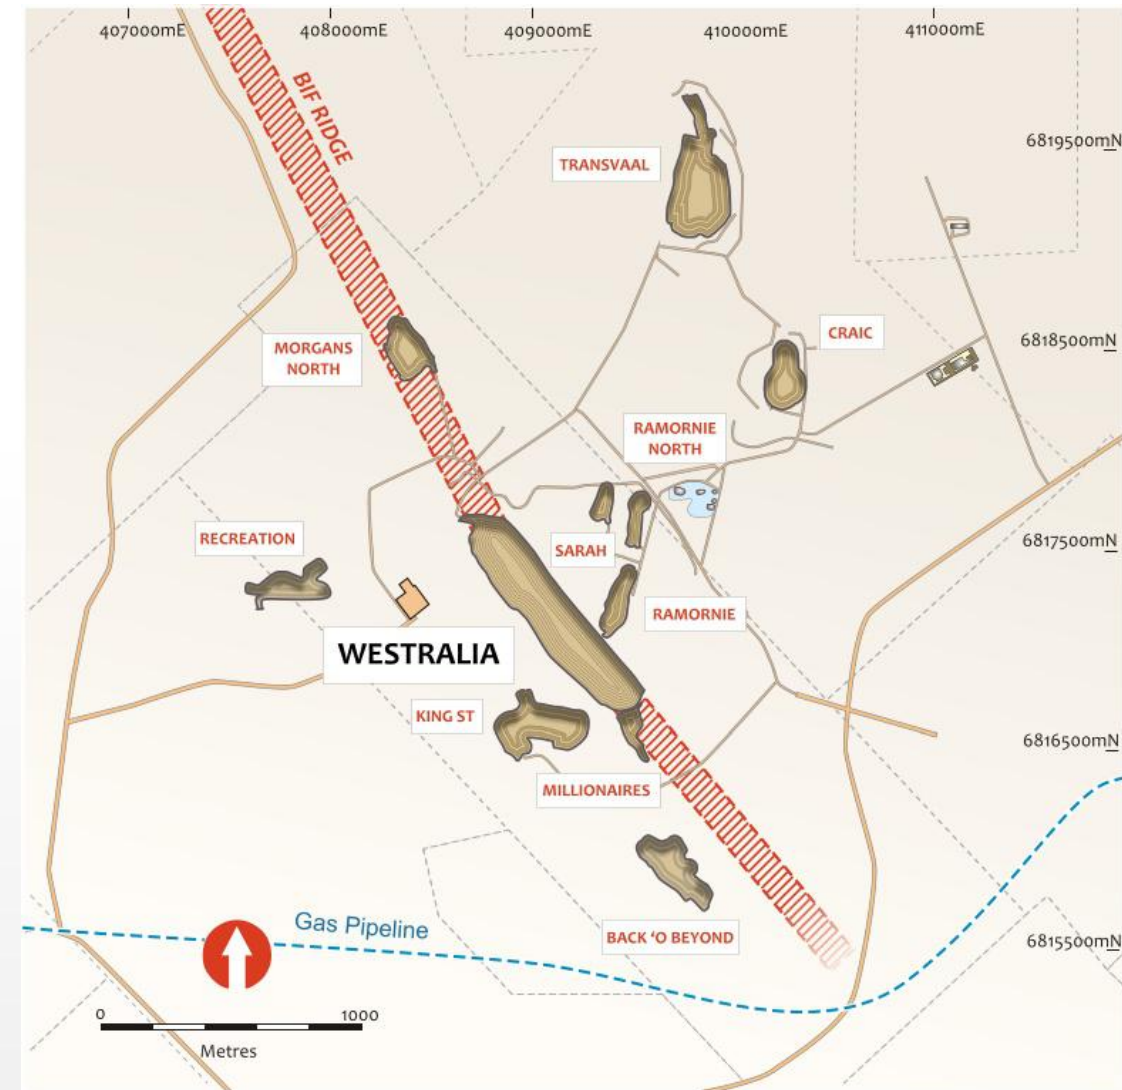 407000mE
408000mE
409000mE
410000mE
411000mE
BIF RIDGE
6819500mN
TRANSVAAL
6818500mN
CRAIC
MORGANS
NORTH
RAMORNIE
NORTH
RECREATION
SARAH
6817500mN
RAMORNIE
WESTRALIA
KING ST
6816500mN
MILLIONAIRES
Gas Pipeline
BACK ‘O BEYOND
6815500mN
0 1000
Metres